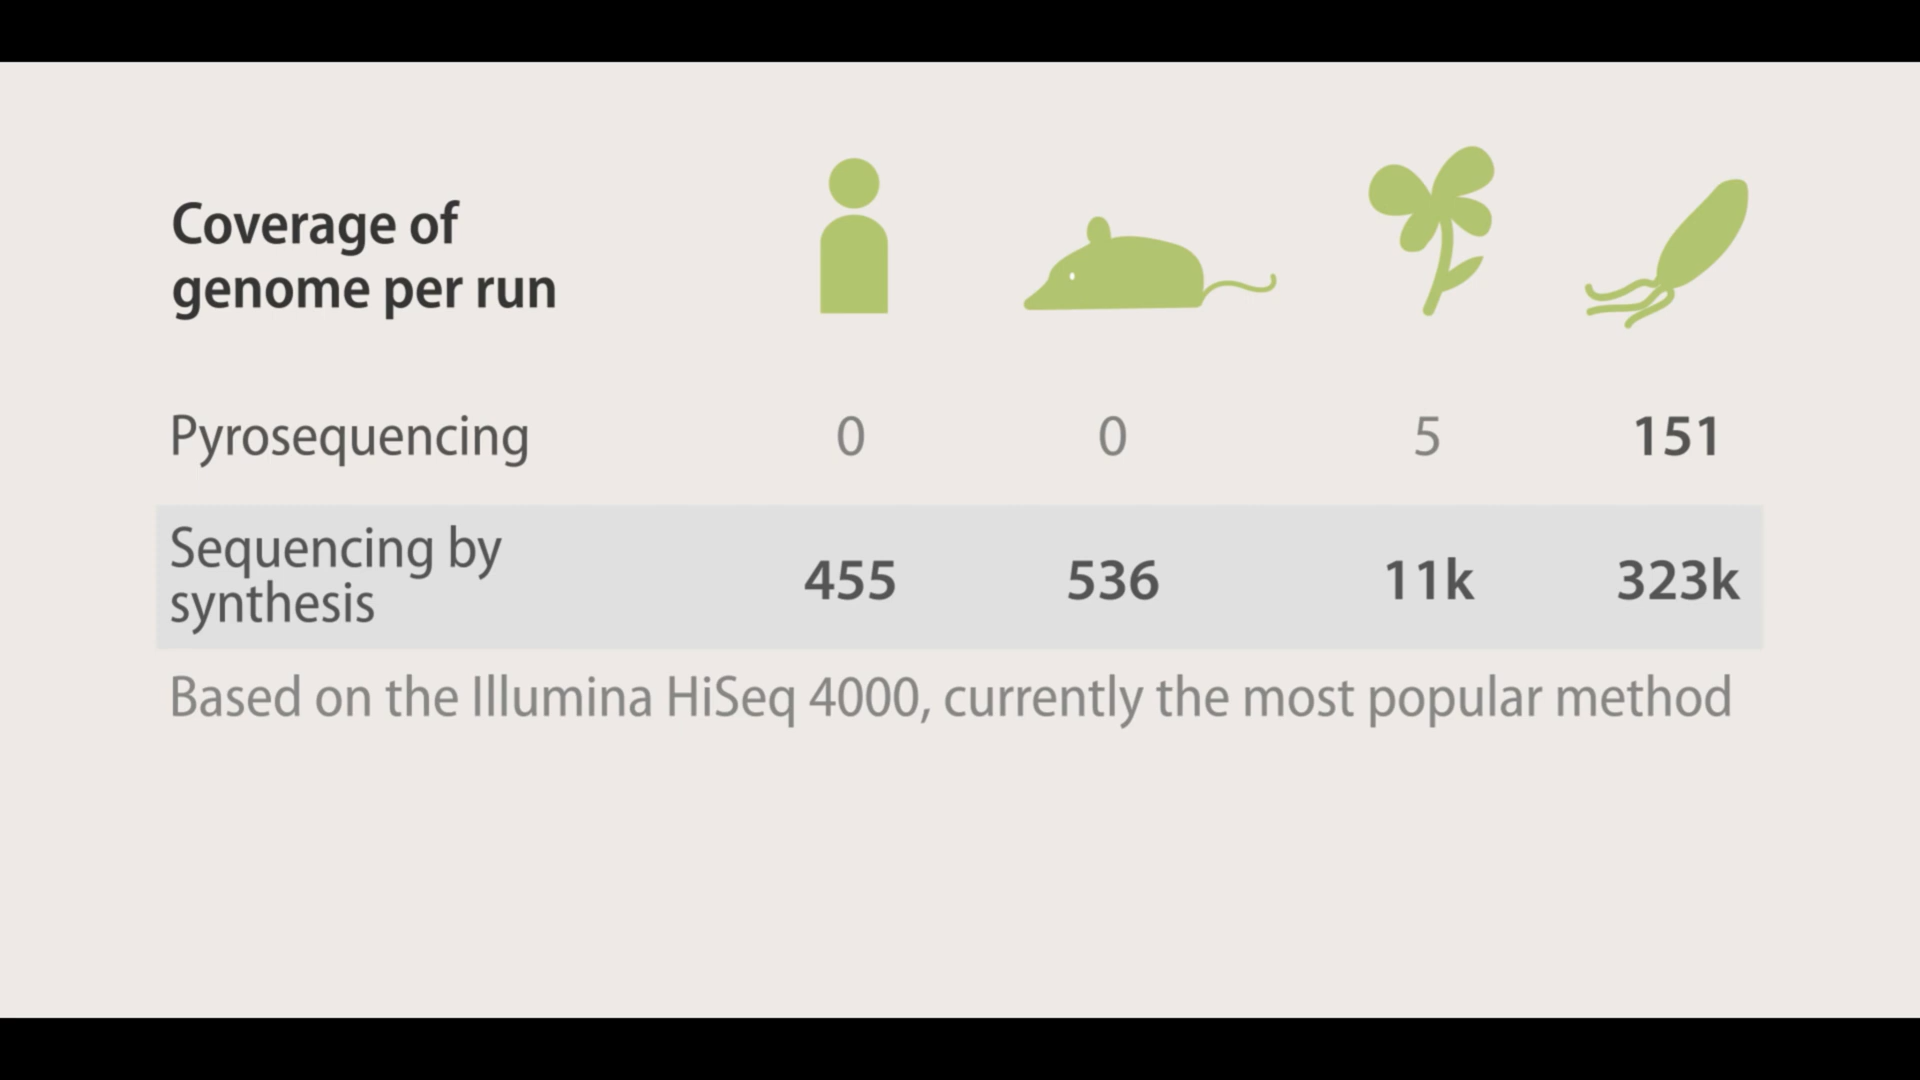 Coverage of
genome per run
Pyrosequencing 0 0 5 151
Sequencing by
synthesis 455 536 11k 323k
Based on the Illumina HiSeq 4000, currently the most popular method